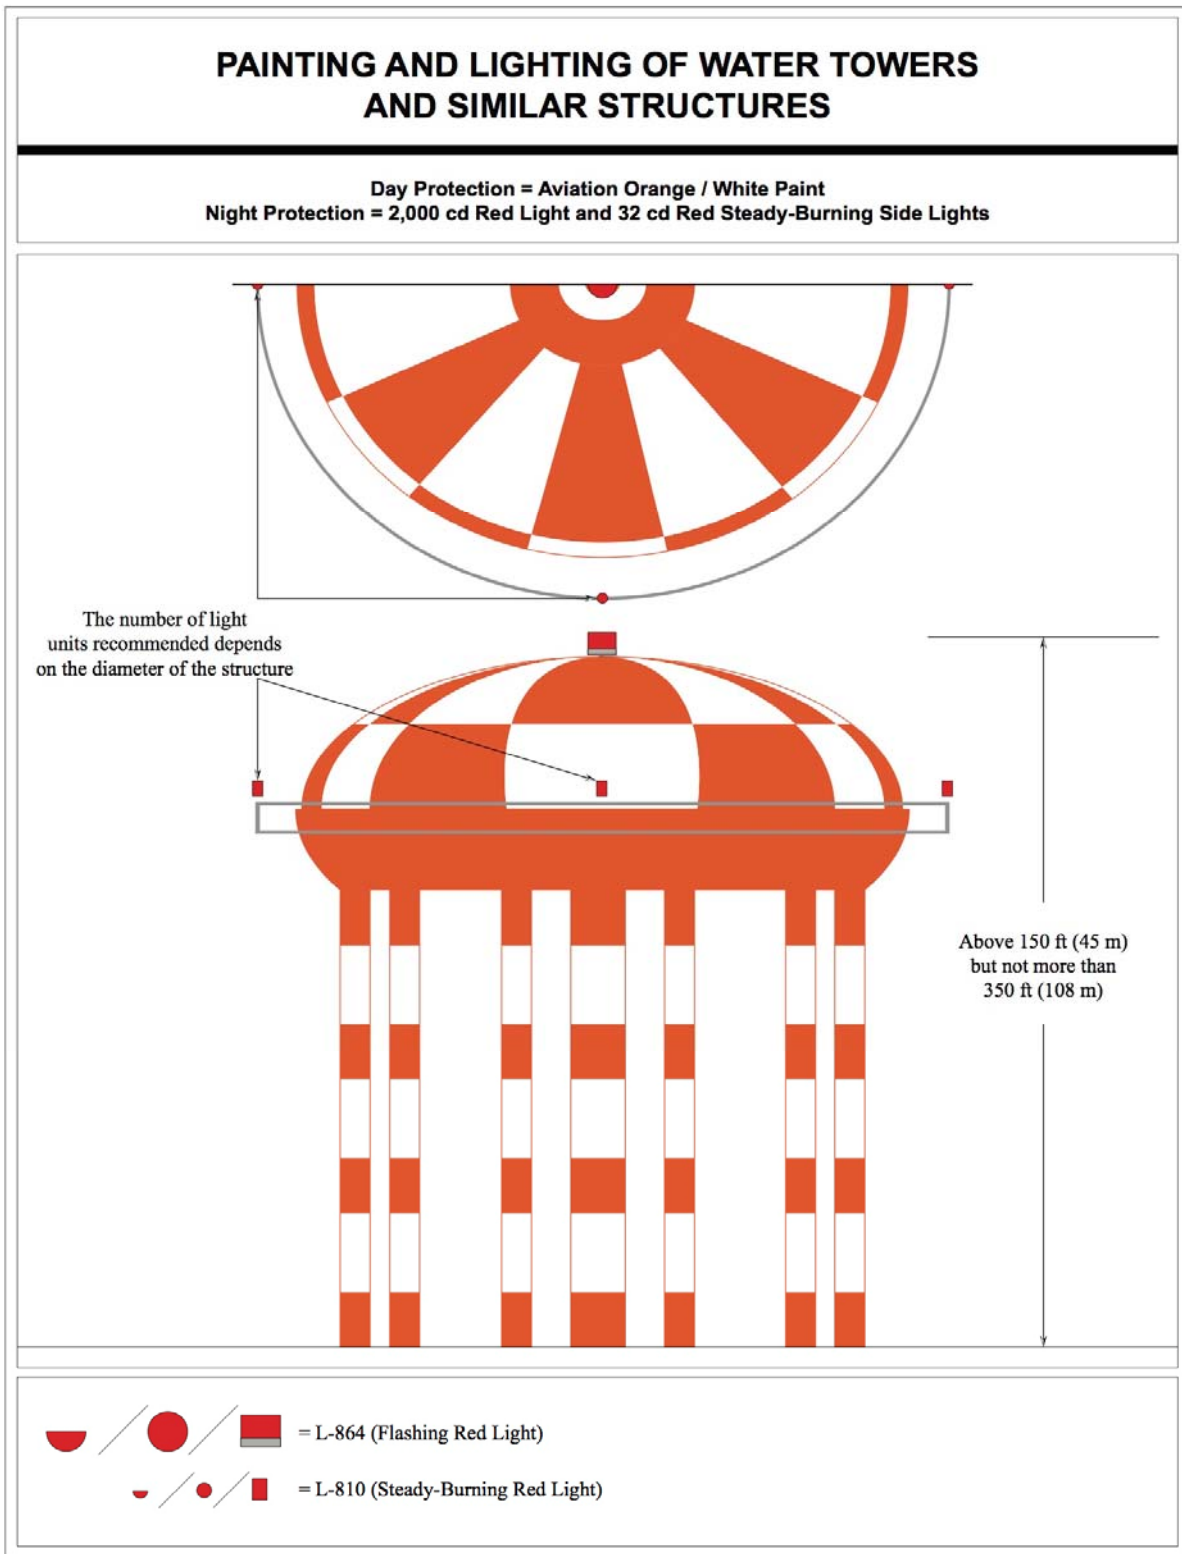 PAINTING AND LIGHTING OF WATER TOWERS
AND SIMILAR STRUCTURES
Day Protection = Aviation Orange / White Paint
Night Protection = 2,000 cd Red Light and 32 cd Red Steady-Burning Side Lights
The number of light
units recommended depends
on the diameter of the structure
Above 150 ft (45 m)
but not more than
350 ft (108 m)
= L-864 (Flashing Red Light)
= L-810 (Steady-Burning Red Light)